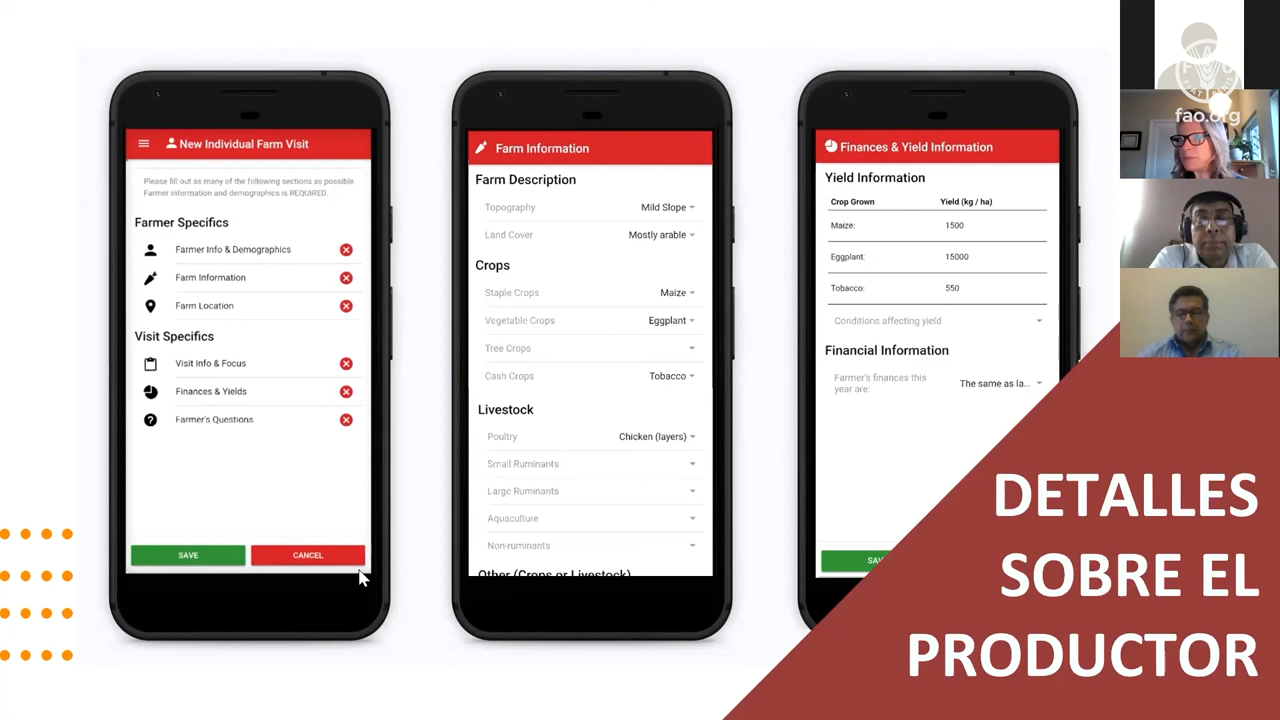 New Individual Farm Visit
Please fill out as many of the following sections as possible.
Farmer information and demographics is REQUIRED.
Farmer Specifics
Farmer Info & Demographics
Farm Information
Farm Location
Visit Specifics
Visit Info & Focus
Finances & Yields
Farmer's Questions
SAVE
CANCEL
Farm Information
Farm Description
Topography Mild Slope
Land Cover Mostly arable
Crops
Staple Crops Maize
Vegetable Crops Eggplant
Tree Crops
Cash Crops Tobacco
Livestock
Poultry Chicken (layers)
Small Ruminants
Large Ruminants
Aquaculture
Non-ruminants
Other (Crops or Livestock)
Finances & Yield Information
Yield Information
Crop Grown Yield (kg / ha)
Maize: 1500
Eggplant: 15000
Tobacco: 550
Conditions affecting yield
Financial Information
Farmer's finances this
year are: The same as la...
SAV
DETALLES
SOBRE EL
PRODUCTOR
fao.org